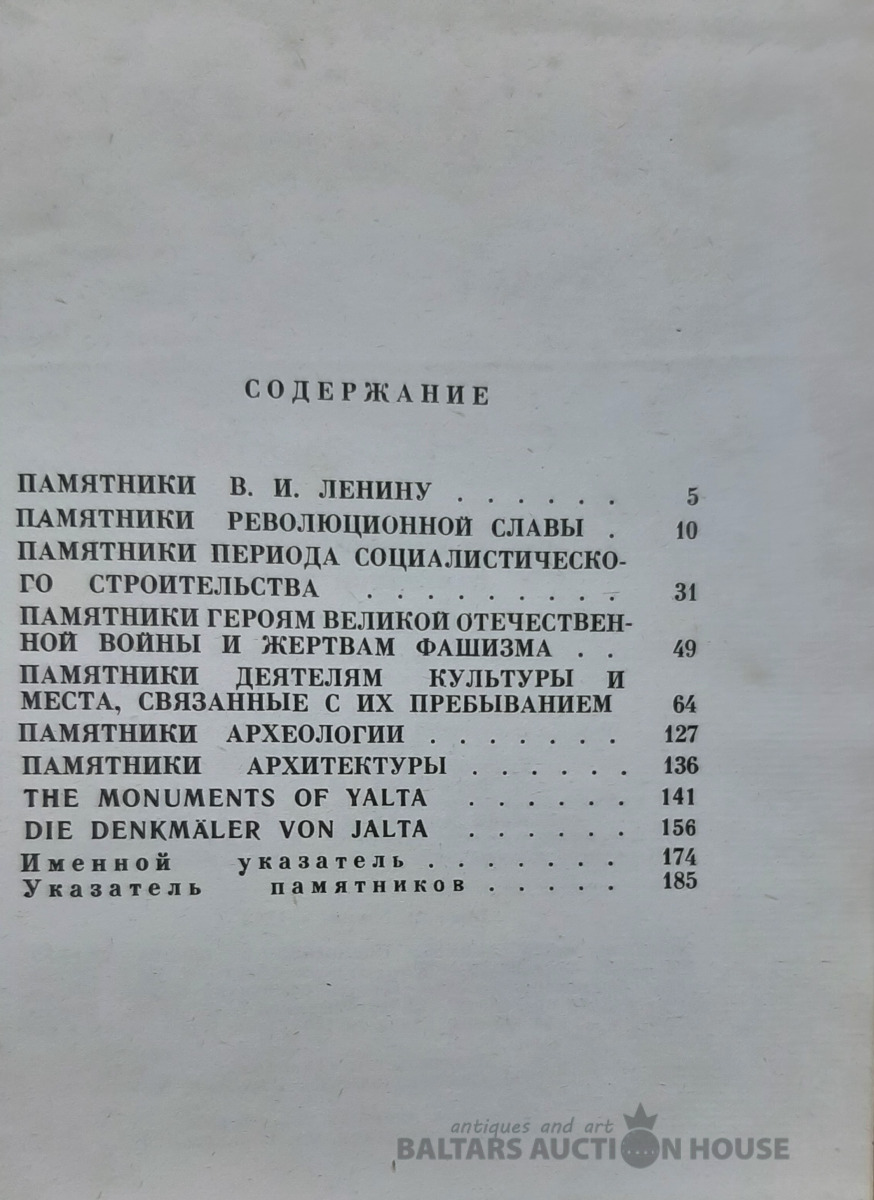 СОДЕРЖАНИЕ
ПАМЯТНИКИ В. И. ЛЕНИНУ . . . . . . 5
ПАМЯТНИКИ РЕВОЛЮЦИОННОЙ СЛАВЫ . 10
ПАМЯТНИКИ ПЕРИОДА СОЦИАЛИСТИЧЕСКО-
ГО СТРОИТЕЛЬСТВА . . . . . . . . . 31
ПАМЯТНИКИ ГЕРОЯМ ВЕЛИКОЙ ОТЕЧЕСТВЕН-
НОЙ ВОЙНЫ И ЖЕРТВАМ ФАШИЗМА . . 49
ПАМЯТНИКИ ДЕЯТЕЛЯМ КУЛЬТУРЫ И
МЕСТА, СВЯЗАННЫЕ С ИХ ПРЕБЫВАНИЕМ 64
ПАМЯТНИКИ АРХЕОЛОГИИ . . . . . . . 127
ПАМЯТНИКИ АРХИТЕКТУРЫ . . . . . . 136
THE MONUMENTS OF YALTA . . . . . . 141
DIE DENKMÄLER VON JALTA . . . . . . 156
Именной указатель . . . . . . . 174
Указатель памятников . . . . . 185
antiques and art
BALTARS AUCTION HOUSE